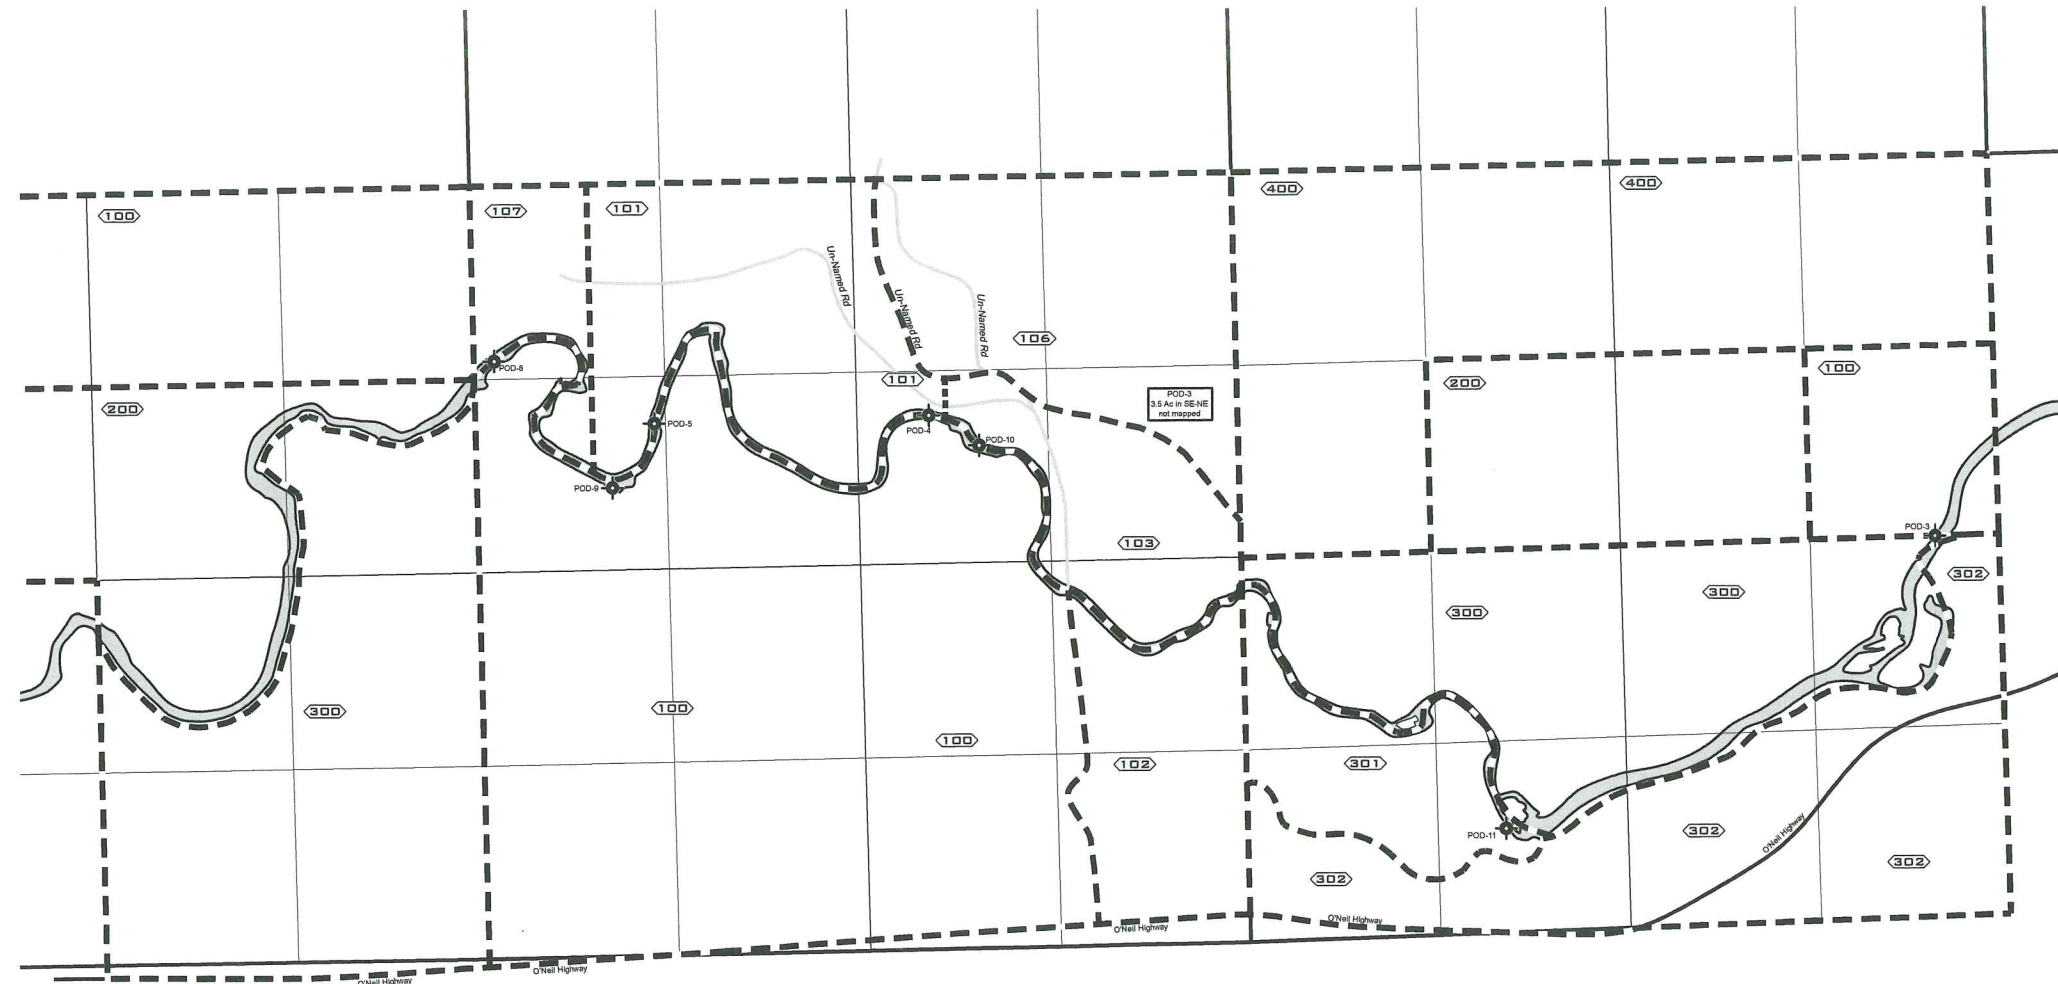 400
400
100
107
101
Un-Named Rd
Un-Named Rd
Un-Named Rd
106
POD-8
101
200
100
200
POD-3
3.5 Ac in SE-NE
not mapped
POD-5
POD-4
POD-10
POD-9
103
POD-3
302
300
300
300
100
100
102
301
POD-11
302
O'Neil Highway
302
302
O'Neil Highway
O'Neil Highway
O'Neil Highway
O'Neil Highway